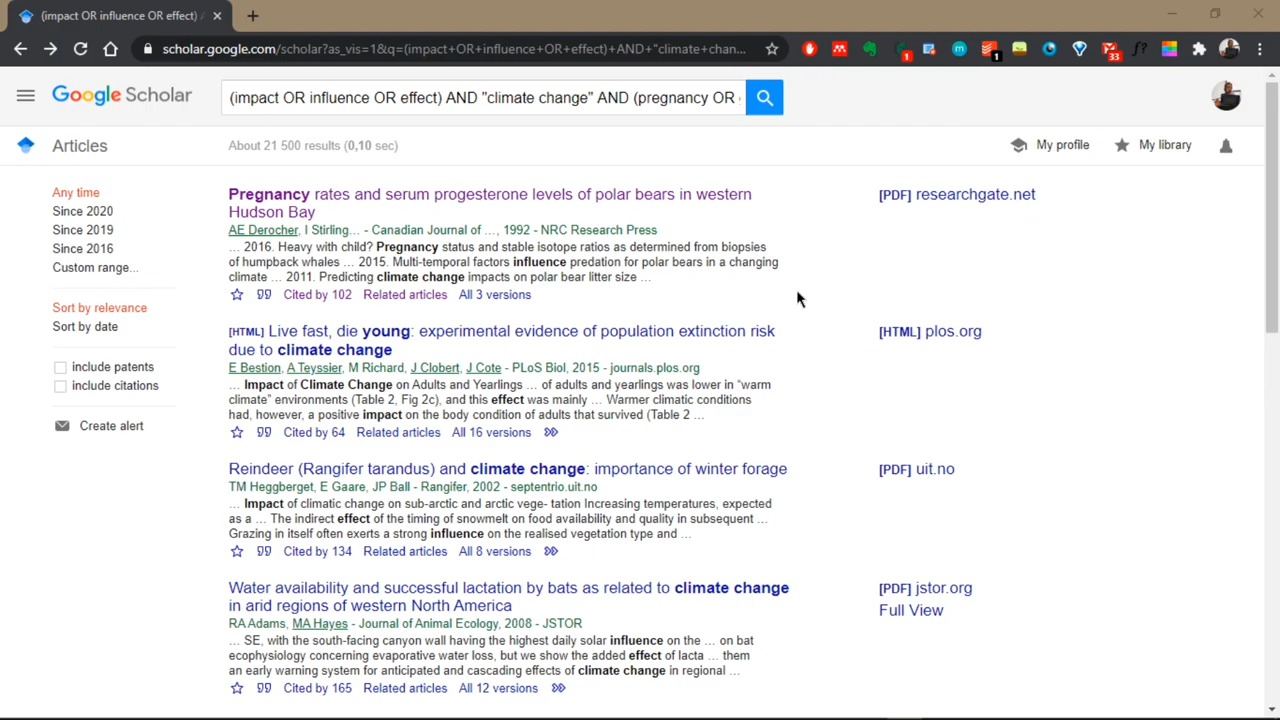 (impact OR influence OR effect) A
scholar.google.com/scholar?as_vis=1&q=(impact+OR+influence+OR+effect)+AND+"climate+chan...
1
1
33
f?
Google Scholar
(impact OR influence OR effect) AND "climate change" AND (pregnancy OR
Articles
About 21 500 results (0,10 sec)
My profile
My library
Any time
Since 2020
Since 2019
Since 2016
Custom range...
Sort by relevance
Sort by date
include patents
include citations
Create alert
Pregnancy rates and serum progesterone levels of polar bears in western
Hudson Bay
AE Derocher, I Stirling... - Canadian Journal of ..., 1992 - NRC Research Press
... 2016. Heavy with child? Pregnancy status and stable isotope ratios as determined from biopsies
of humpback whales ... 2015. Multi-temporal factors influence predation for polar bears in a changing
climate ... 2011. Predicting climate change impacts on polar bear litter size ...
Cited by 102 Related articles All 3 versions
[PDF] researchgate.net
[HTML] Live fast, die young: experimental evidence of population extinction risk
due to climate change
E Bestion, A Teyssier, M Richard, J Clobert, J Cote - PLoS Biol, 2015 - journals.plos.org
... Impact of Climate Change on Adults and Yearlings ... of adults and yearlings was lower in "warm
climate" environments (Table 2, Fig 2c), and this effect was mainly ... Warmer climatic conditions
had, however, a positive impact on the body condition of adults that survived (Table 2 ...
Cited by 64 Related articles All 16 versions
[HTML] plos.org
Reindeer (Rangifer tarandus) and climate change: importance of winter forage
TM Heggberget, E Gaare, JP Ball - Rangifer, 2002 - septentrio.uit.no
... Impact of climatic change on sub-arctic and arctic vege- tation Increasing temperatures, expected
as a ... The indirect effect of the timing of snowmelt on food availability and quality in subsequent ...
Grazing in itself often exerts a strong influence on the realised vegetation type and ...
Cited by 134 Related articles All 8 versions
[PDF] uit.no
Water availability and successful lactation by bats as related to climate change
in arid regions of western North America
RA Adams, MA Hayes - Journal of Animal Ecology, 2008 - JSTOR
... SE, with the south-facing canyon wall having the highest daily solar influence on the ... on bat
ecophysiology concerning evaporative water loss, but we show the added effect of lacta ... them
an early warning system for anticipated and cascading effects of climate change in regional ...
Cited by 165 Related articles All 12 versions
[PDF] jstor.org
Full View